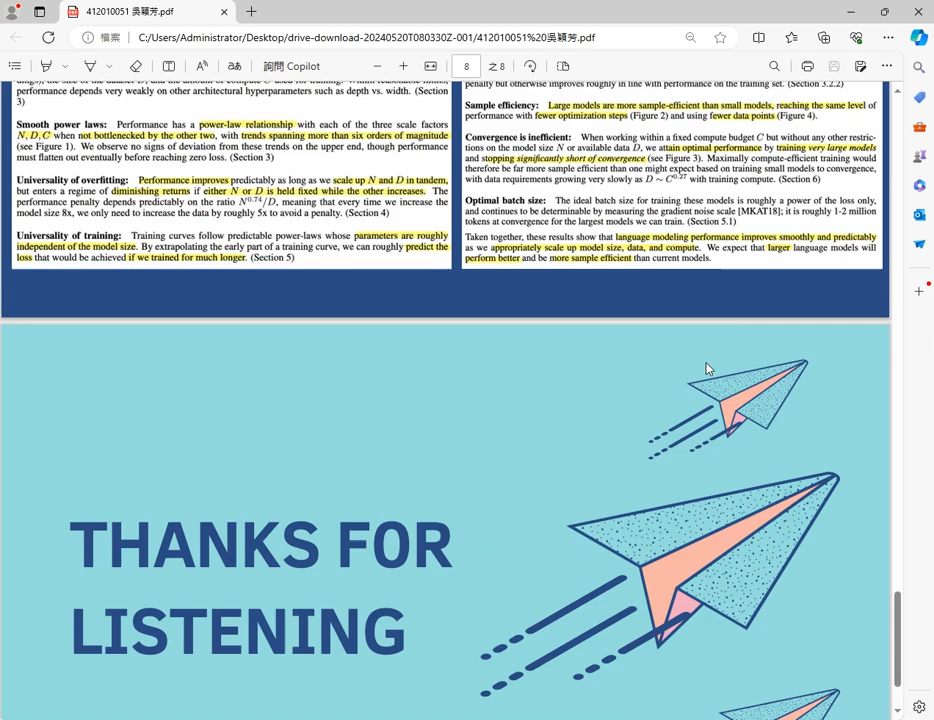 412010051 吳穎芳.pdf
檔案
C:/Users/Administrator/Desktop/drive-download-20240520T080330Z-001/412010051%20吳穎芳.pdf
詢問 Copilot
8
之 8
performance depends very weakly on other architectural hyperparameters such as depth vs. width. (Section
3)
Smooth power laws: Performance has a power-law relationship with each of the three scale factors
N, D, C when not bottlenecked by the other two, with trends spanning more than six orders of magnitude
(see Figure 1). We observe no signs of deviation from these trends on the upper end, though performance
must flatten out eventually before reaching zero loss. (Section 3)
Universality of overfitting: Performance improves predictably as long as we scale up N and D in tandem,
but enters a regime of diminishing returns if either N or D is held fixed while the other increases. The
performance penalty depends predictably on the ratio N^0.74/D, meaning that every time we increase the
model size 8x, we only need to increase the data by roughly 5x to avoid a penalty. (Section 4)
Universality of training: Training curves follow predictable power-laws whose parameters are roughly
independent of the model size. By extrapolating the early part of a training curve, we can roughly predict the
loss that would be achieved if we trained for much longer. (Section 5)
penalty but otherwise improves roughly in line with performance on the training set. (Section 3.2.2)
Sample efficiency: Large models are more sample-efficient than small models, reaching the same level of
performance with fewer optimization steps (Figure 2) and using fewer data points (Figure 4).
Convergence is inefficient: When working within a fixed compute budget C but without any other restric-
tions on the model size N or available data D, we attain optimal performance by training very large models
and stopping significantly short of convergence (see Figure 3). Maximally compute-efficient training would
therefore be far more sample efficient than one might expect based on training small models to convergence,
with data requirements growing very slowly as D ∼ C^0.27 with training compute. (Section 6)
Optimal batch size: The ideal batch size for training these models is roughly a power of the loss only,
and continues to be determinable by measuring the gradient noise scale [MKAT18]; it is roughly 1-2 million
tokens at convergence for the largest models we can train. (Section 5.1)
Taken together, these results show that language modeling performance improves smoothly and predictably
as we appropriately scale up model size, data, and compute. We expect that larger language models will
perform better and be more sample efficient than current models.
THANKS FOR
LISTENING